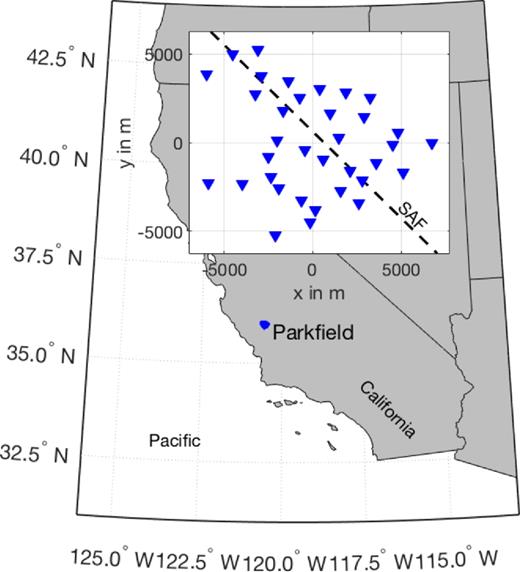 42.5° N
40.0° N
37.5° N
35.0° N
32.5° N
125.0° W 122.5° W 120.0° W 117.5° W 115.0° W
y in m
5000
0
-5000
-5000 0 5000
x in m
SAF
Parkfield
California
Pacific